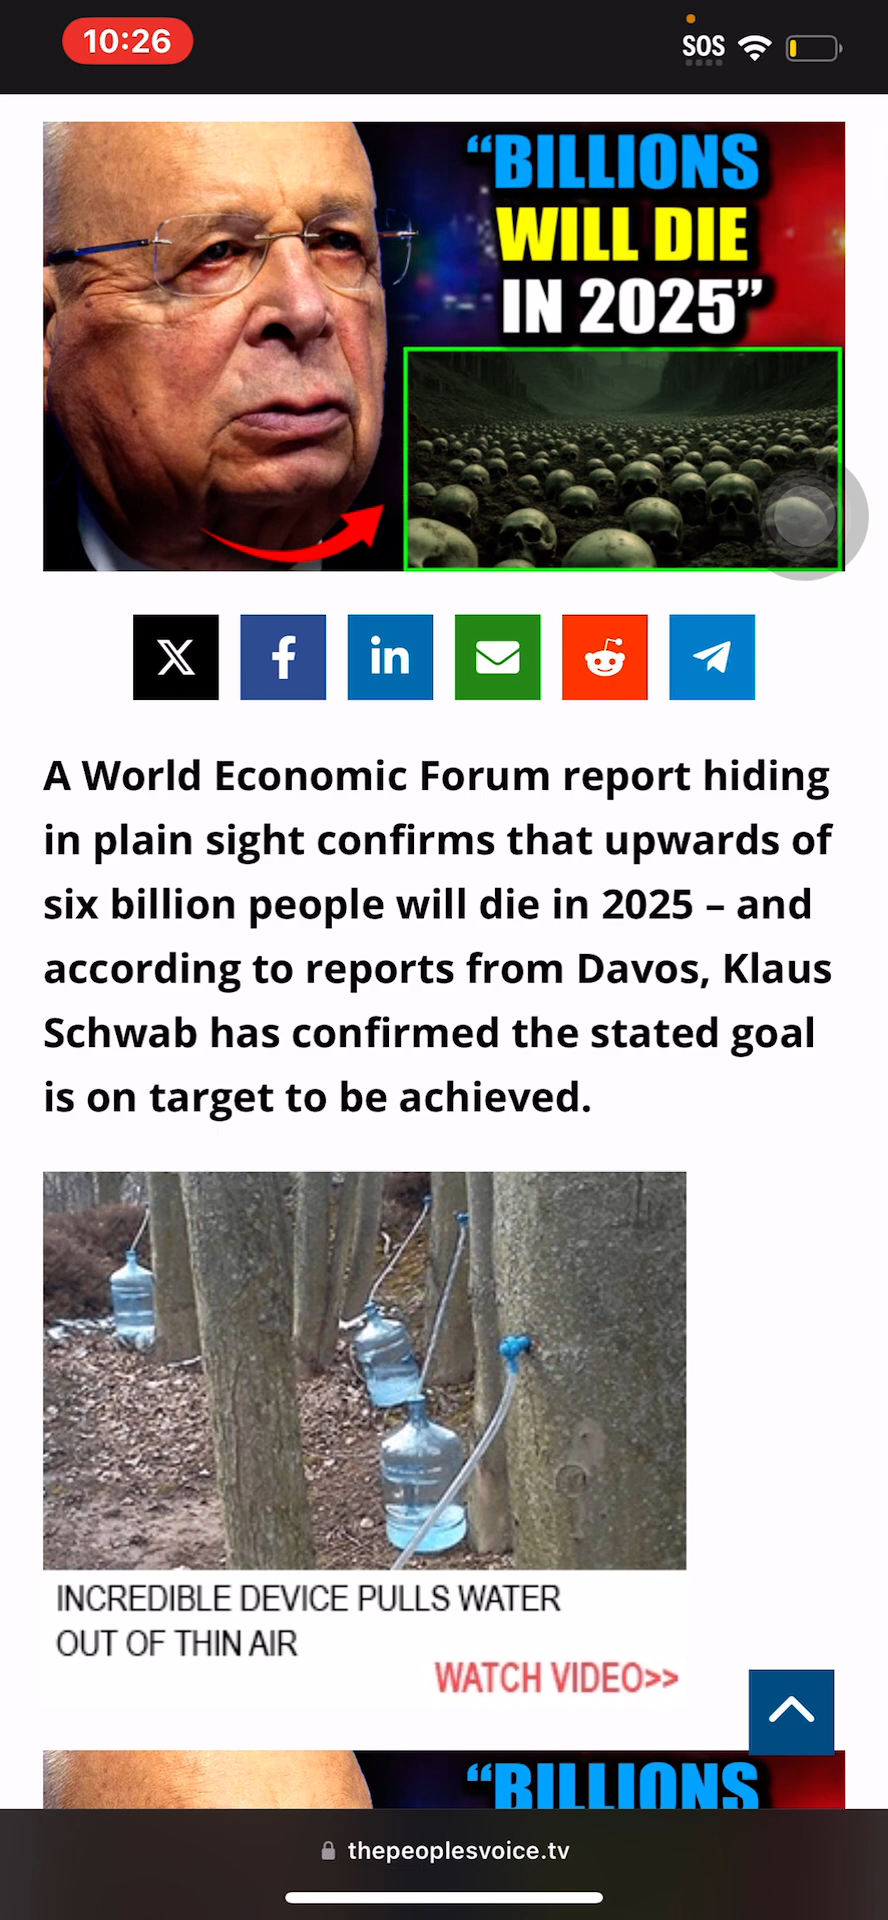 10:26
SOS
“BILLIONS
WILL DIE
IN 2025”
A World Economic Forum report hiding
in plain sight confirms that upwards of
six billion people will die in 2025 – and
according to reports from Davos, Klaus
Schwab has confirmed the stated goal
is on target to be achieved.
INCREDIBLE DEVICE PULLS WATER
OUT OF THIN AIR
WATCH VIDEO>>
“BILLIONS
thepeoplesvoice.tv